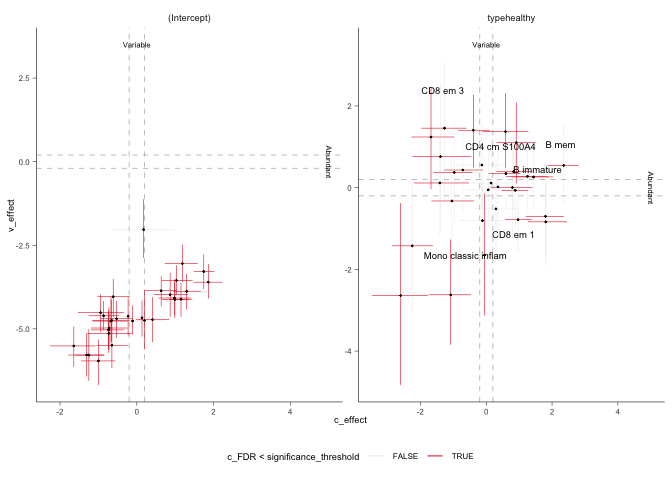 (Intercept)
typehealthy
Variable
Variable
2.5
0.0
-2.5
-5.0
v_effect
Abundant
2
0
-2
-4
CD8 em 3
CD4 cm S100A4
B mem
B immature
CD8 em 1
Mono classic inflam
Abundant
-2
0
2
4
-2
0
2
4
c_effect
c_FDR < significance_threshold
FALSE
TRUE